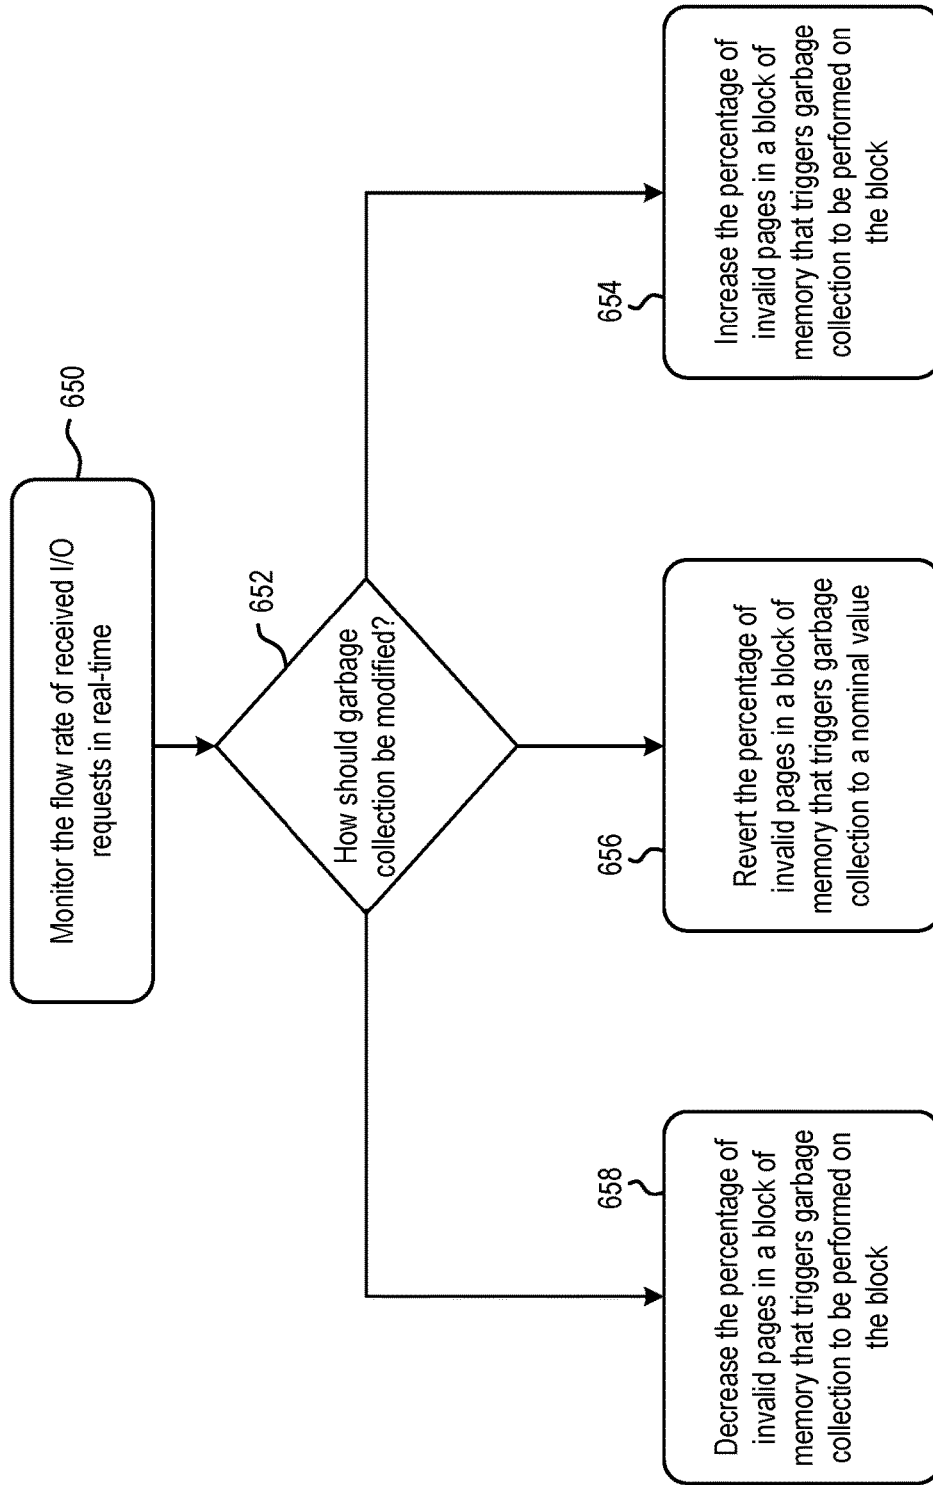 Monitor the flow rate of received I/O
requests in real-time
650
How should garbage
collection be modified?
652
Decrease the percentage of
invalid pages in a block of
memory that triggers garbage
collection to be performed on
the block
658
Revert the percentage of
invalid pages in a block of
memory that triggers garbage
collection to a nominal value
656
Increase the percentage of
invalid pages in a block of
memory that triggers garbage
collection to be performed on
the block
654